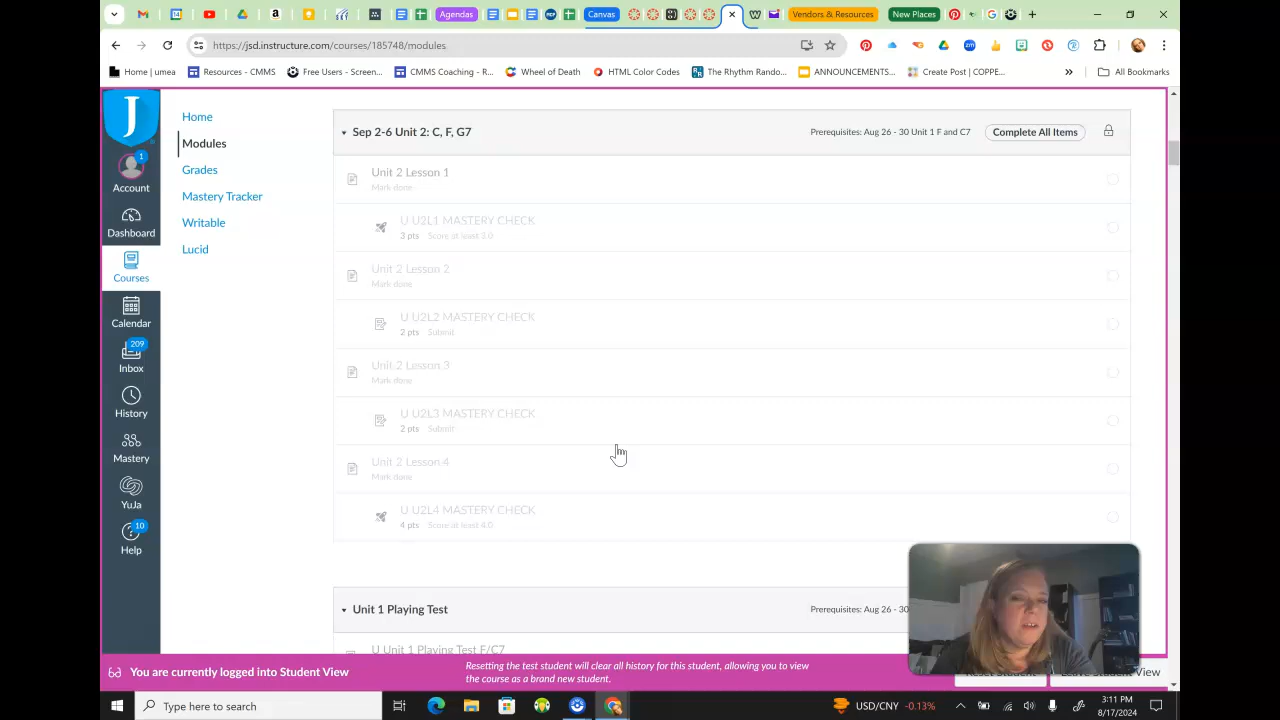 Agendas
Canvas
Vendors & Resources
New Places
https://jsd.instructure.com/courses/185748/modules
Home | umea
Resources - CMMS
Free Users - Screen...
CMMS Coaching - R...
Wheel of Death
HTML Color Codes
The Rhythm Rando...
ANNOUNCEMENTS...
Create Post | COPPE...
»
All Bookmarks
J
1
Account
Dashboard
Courses
Calendar
209
Inbox
History
Mastery
YuJa
10
Help
Home
Modules
Grades
Mastery Tracker
Writable
Lucid
Sep 2-6 Unit 2: C, F, G7
Prerequisites: Aug 26 - 30 Unit 1 F and C7
Complete All Items
Unit 2 Lesson 1
Mark done
U U2L1 MASTERY CHECK
3 pts Score at least 3.0
Unit 2 Lesson 2
Mark done
U U2L2 MASTERY CHECK
2 pts Submit
Unit 2 Lesson 3
Mark done
U U2L3 MASTERY CHECK
2 pts Submit
Unit 2 Lesson 4
Mark done
U U2L4 MASTERY CHECK
4 pts Score at least 4.0
Unit 1 Playing Test
Prerequisites: Aug 26 - 30
U Unit 1 Playing Test F/C7
You are currently logged into Student View
Resetting the test student will clear all history for this student, allowing you to view
the course as a brand new student.
Reset Student
Leave Student View
Type here to search
USD/CNY -0.13%
3:11 PM
8/17/2024